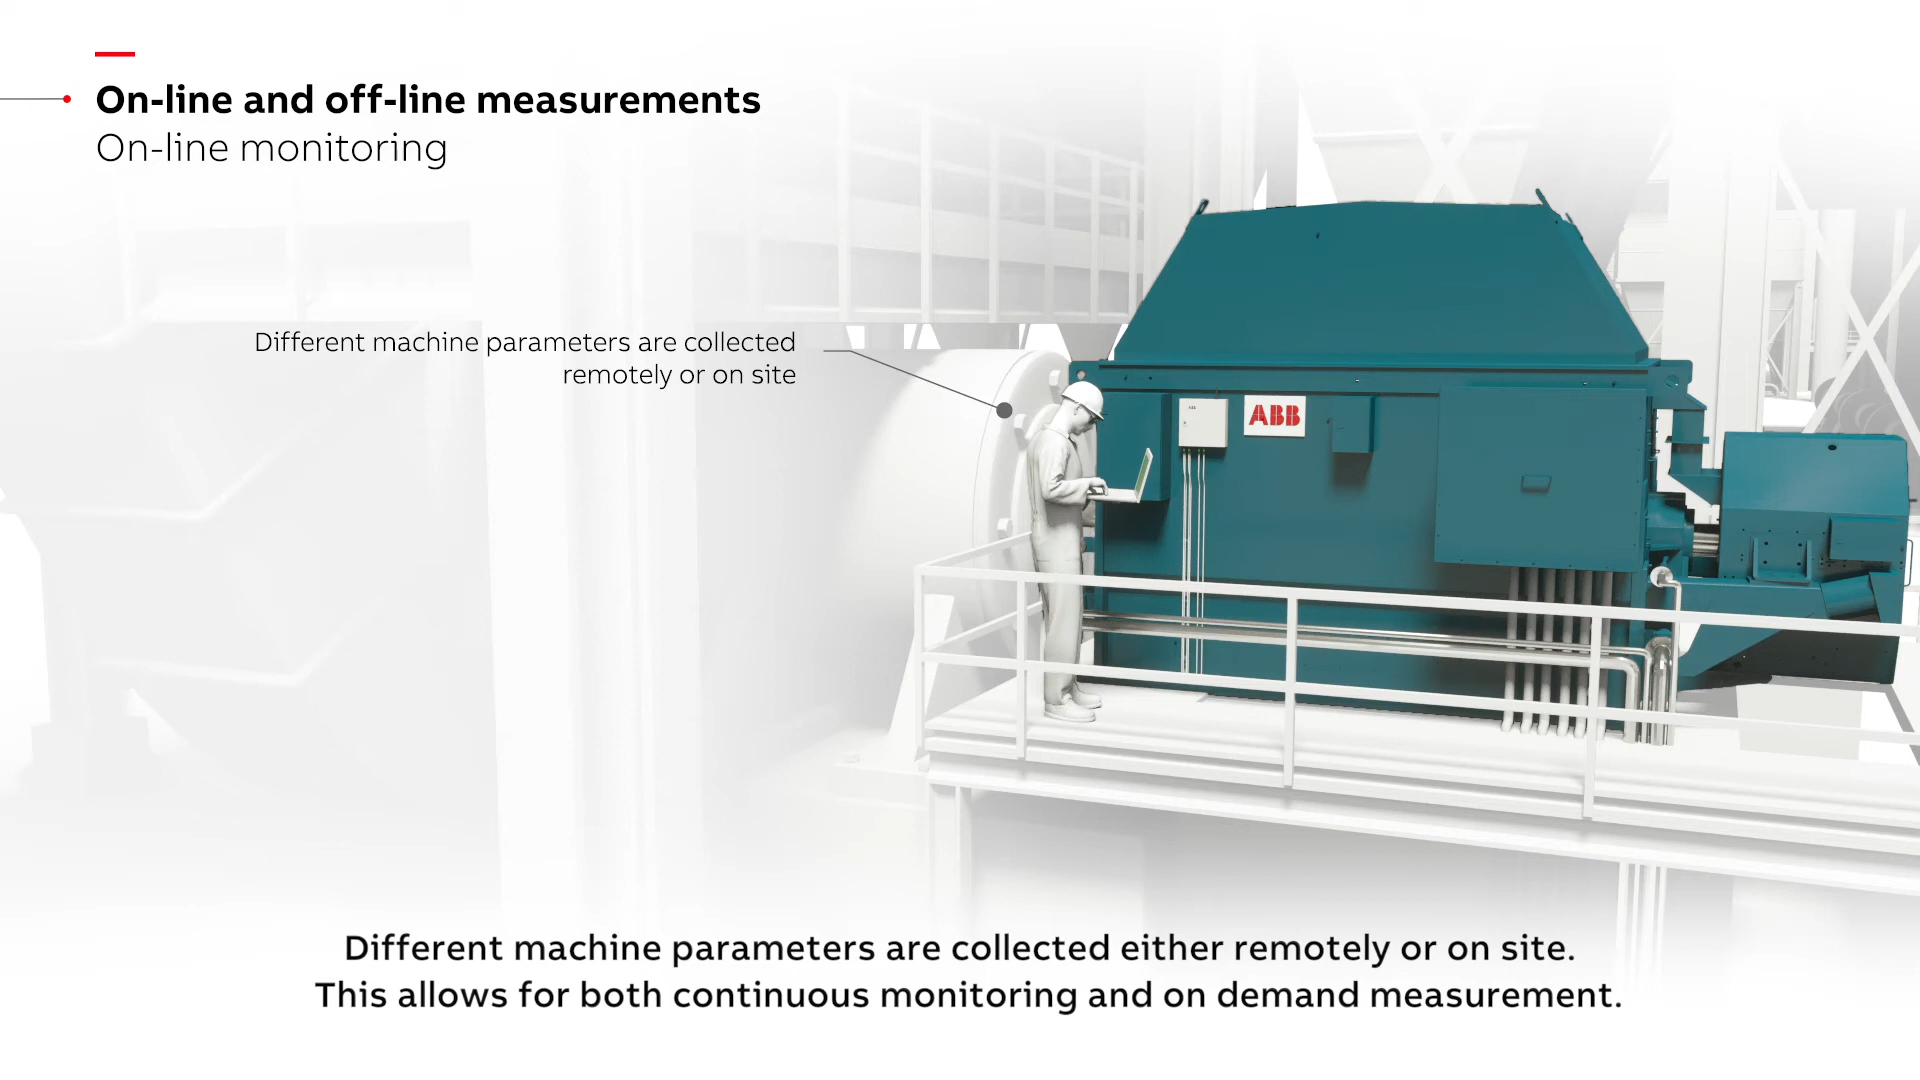 On-line and off-line measurements
On-line monitoring
Different machine parameters are collected
remotely or on site
ABB
Different machine parameters are collected either remotely or on site.
This allows for both continuous monitoring and on demand measurement.